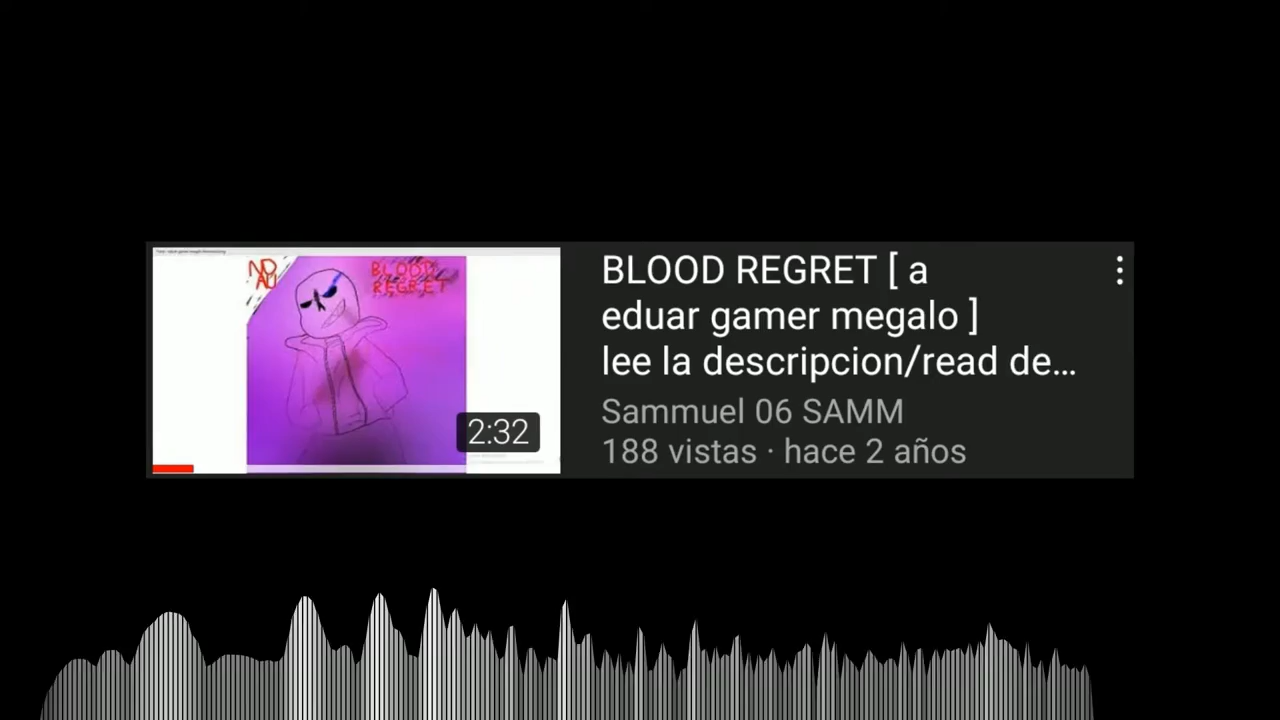 NO
AU
BLOOD
REGRET
2:32
BLOOD REGRET [ a
eduar gamer megalo ]
lee la descripcion/read de...
Sammuel 06 SAMM
188 vistas · hace 2 años